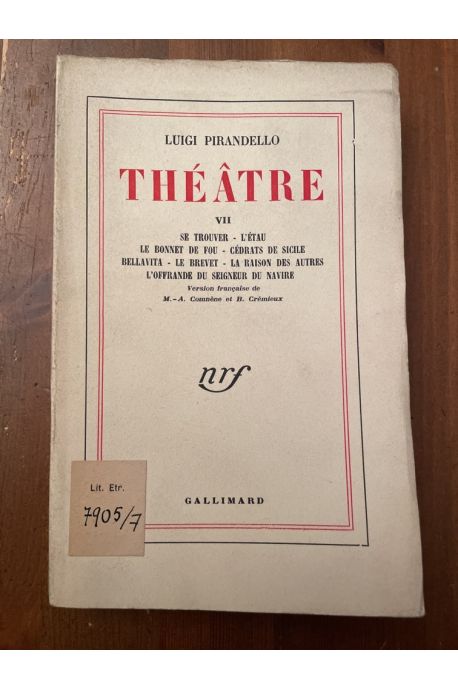 LUIGI PIRANDELLO
THÉÂTRE
VII
SE TROUVER - L'ÉTAU
LE BONNET DE FOU - CÉDRATS DE SICILE
BELLAVITA - LE BREVET - LA RAISON DES AUTRES
L'OFFRANDE DU SEIGNEUR DU NAVIRE
Version française de
M.-A. Comnène et B. Crémieux
nrf
Lit. Etr.
7905/7
GALLIMARD